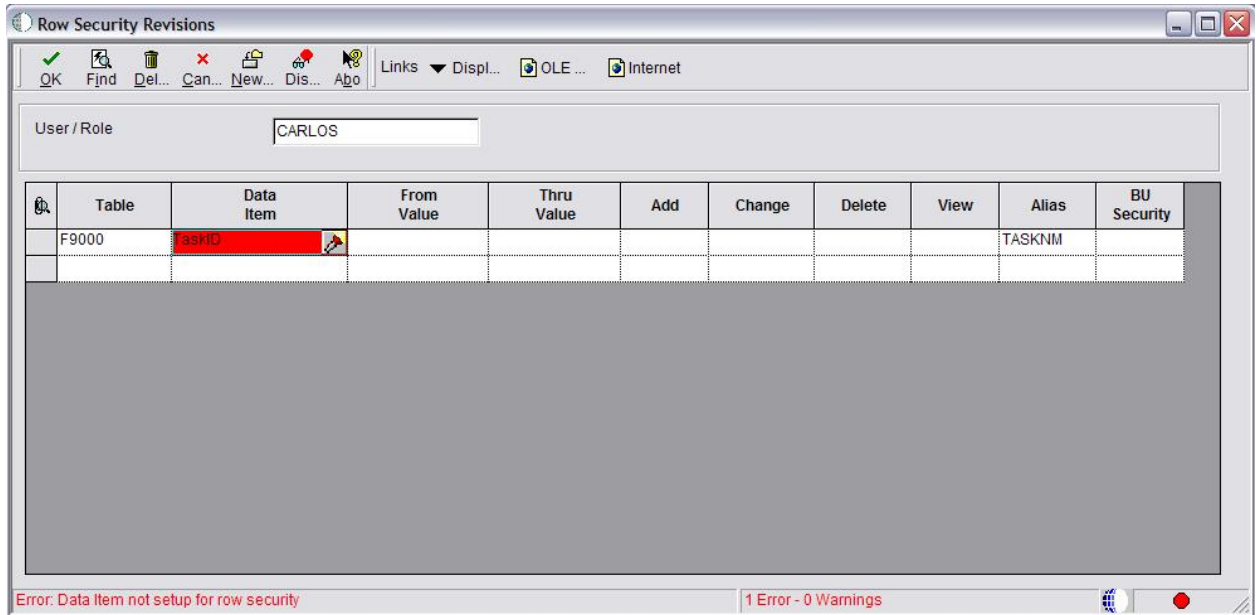 Row Security Revisions
OK Find Del... Can... New... Dis... Abo Links Displ... OLE ... Internet
User / Role CARLOS
Table Data Item From Value Thru Value Add Change Delete View Alias BU Security
F9000 TaskID TASKNM
Error: Data Item not setup for row security 1 Error - 0 Warnings